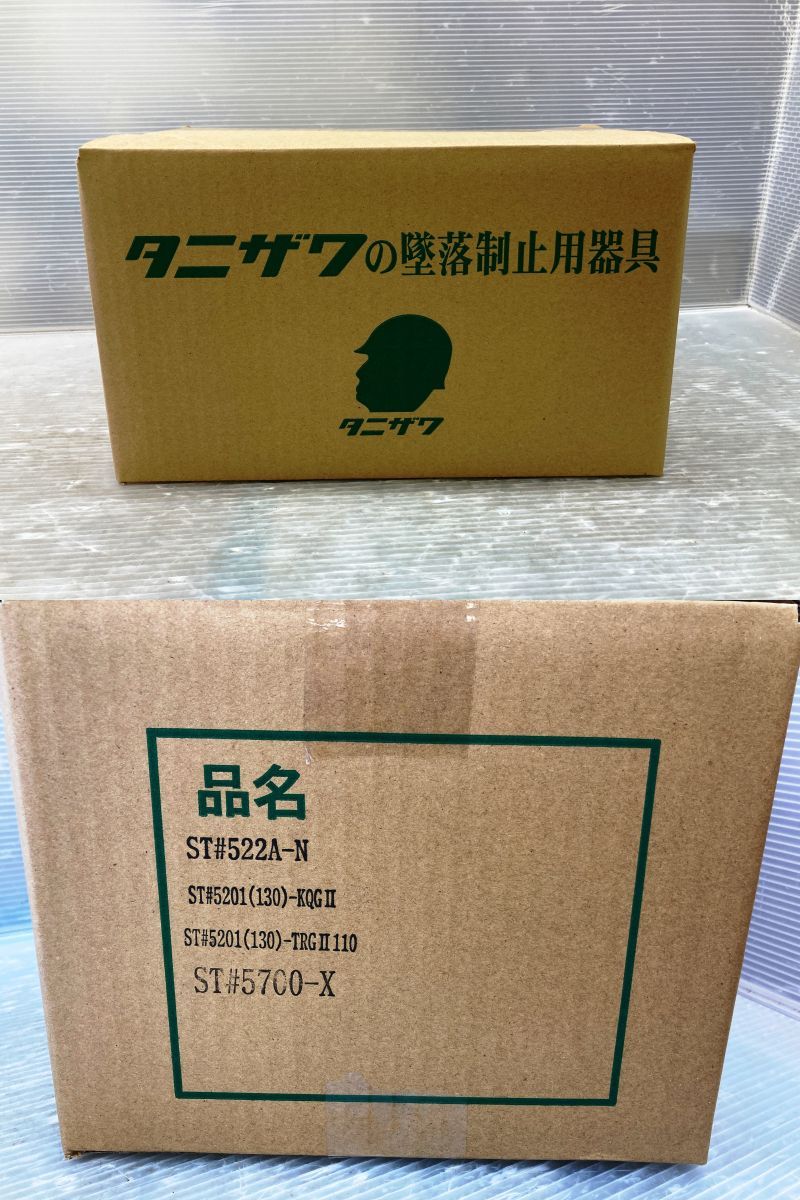 タニザワの墜落制止用器具
タニザワ
品名
ST#522A-N
ST#5201(130)-KQGⅡ
ST#5201(130)-TRGⅡ110
ST#5700-X